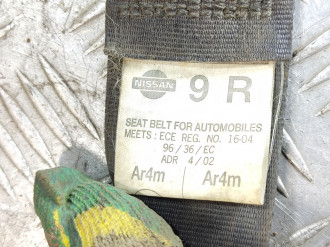 NISSAN 9 R
SEAT BELT FOR AUTOMOBILES
MEETS : ECE REG. NO. 16-04
96 / 36 / EC
ADR 4 / 02
Ar4m Ar4m